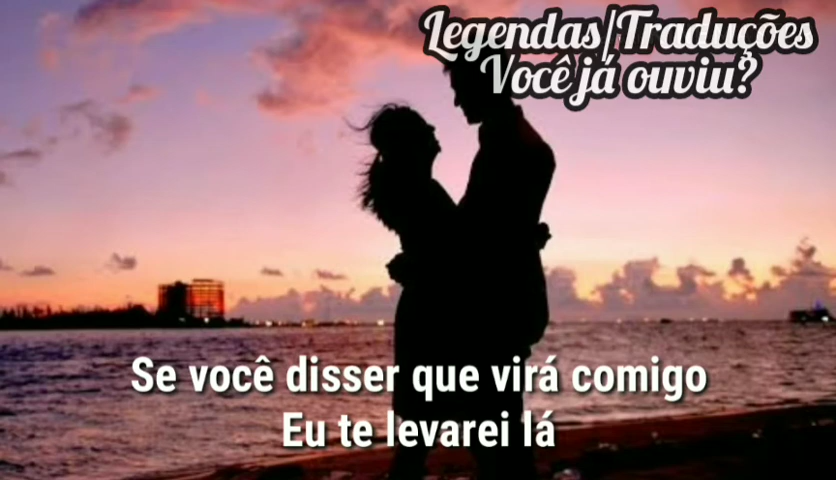 Legendas/Traduções
Você já ouviu?
Se você disser que virá comigo
Eu te levarei lá